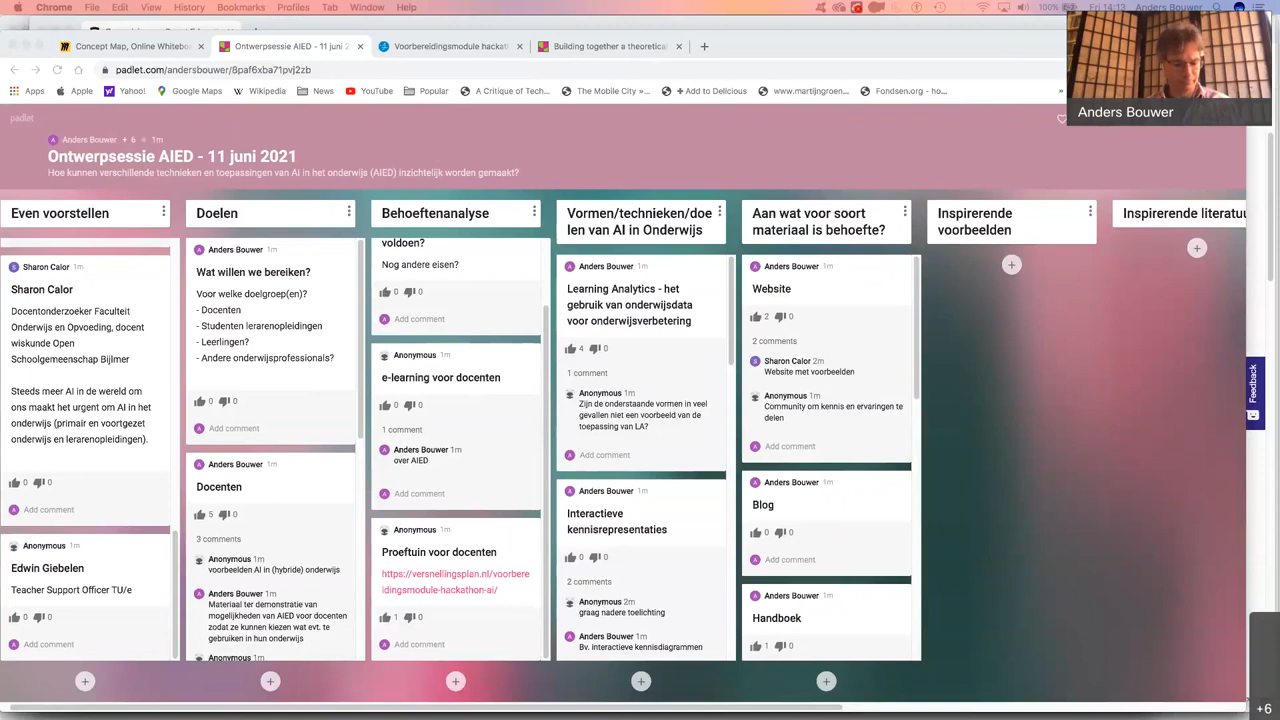 Chrome File Edit View History Bookmarks Profiles Tab Window Help
100% Fri 14:13 Anders Bouwer
Concept Map, Online Whitebo
Ontwerpsessie AIED - 11 juni 2
Voorbereidingsmodule hackat
Building together a theoretical
padlet.com/andersbouwer/8paf6xba71pvj2zb
Apps Apple Yahoo! Google Maps Wikipedia News YouTube Popular A Critique of Tech... The Mobile City »... + Add to Delicious www.martijngroen... Fondsen.org - ho... »
Anders Bouwer
padlet
Anders Bouwer + 6 1m
Ontwerpsessie AIED - 11 juni 2021
Hoe kunnen verschillende technieken en toepassingen van AI in het onderwijs (AIED) inzichtelijk worden gemaakt?
Even voorstellen
Sharon Calor 1m
Sharon Calor
Docentonderzoeker Faculteit
Onderwijs en Opvoeding, docent
wiskunde Open
Schoolgemeenschap Bijlmer
Steeds meer AI in de wereld om
ons maakt het urgent om AI in het
onderwijs (primair en voortgezet
onderwijs en lerarenopleidingen).
0 0
Add comment
Anonymous 1m
Edwin Giebelen
Teacher Support Officer TU/e
0 0
Add comment
Doelen
Anders Bouwer 1m
Wat willen we bereiken?
Voor welke doelgroep(en)?
- Docenten
- Studenten lerarenopleidingen
- Leerlingen?
- Andere onderwijsprofessionals?
0 0
Add comment
Anders Bouwer 1m
Docenten
5 0
3 comments
Anonymous 1m
voorbeelden AI in (hybride) onderwijs
Anders Bouwer 1m
Materiaal ter demonstratie van
mogelijkheden van AIED voor docenten
zodat ze kunnen kiezen wat evt. te
gebruiken in hun onderwijs
Anonymous 1m
Behoeftenanalyse
voldoen?
Nog andere eisen?
0 0
Add comment
Anonymous 1m
e-learning voor docenten
0 0
1 comment
Anders Bouwer 1m
over AIED
Add comment
Anonymous 1m
Proeftuin voor docenten
https://versnellingsplan.nl/voorbere
idingsmodule-hackathon-ai/
1 0
Add comment
Vormen/technieken/doe
len van AI in Onderwijs
Anders Bouwer 1m
Learning Analytics - het
gebruik van onderwijsdata
voor onderwijsverbetering
4 0
1 comment
Anonymous 1m
Zijn de onderstaande vormen in veel
gevallen niet een voorbeeld van de
toepassing van LA?
Add comment
Anders Bouwer 1m
Interactieve
kennisrepresentaties
0 0
2 comments
Anonymous 2m
graag nadere toelichting
Anders Bouwer 1m
Bv. interactieve kennisdiagrammen
Aan wat voor soort
materiaal is behoefte?
Anders Bouwer 1m
Website
2 0
2 comments
Sharon Calor 2m
Website met voorbeelden
Anonymous 1m
Community om kennis en ervaringen te
delen
Add comment
Anders Bouwer 1m
Blog
0 0
Add comment
Anders Bouwer 1m
Handboek
1 0
Inspirerende
voorbeelden
Inspirerende literatuu
Feedback
+6